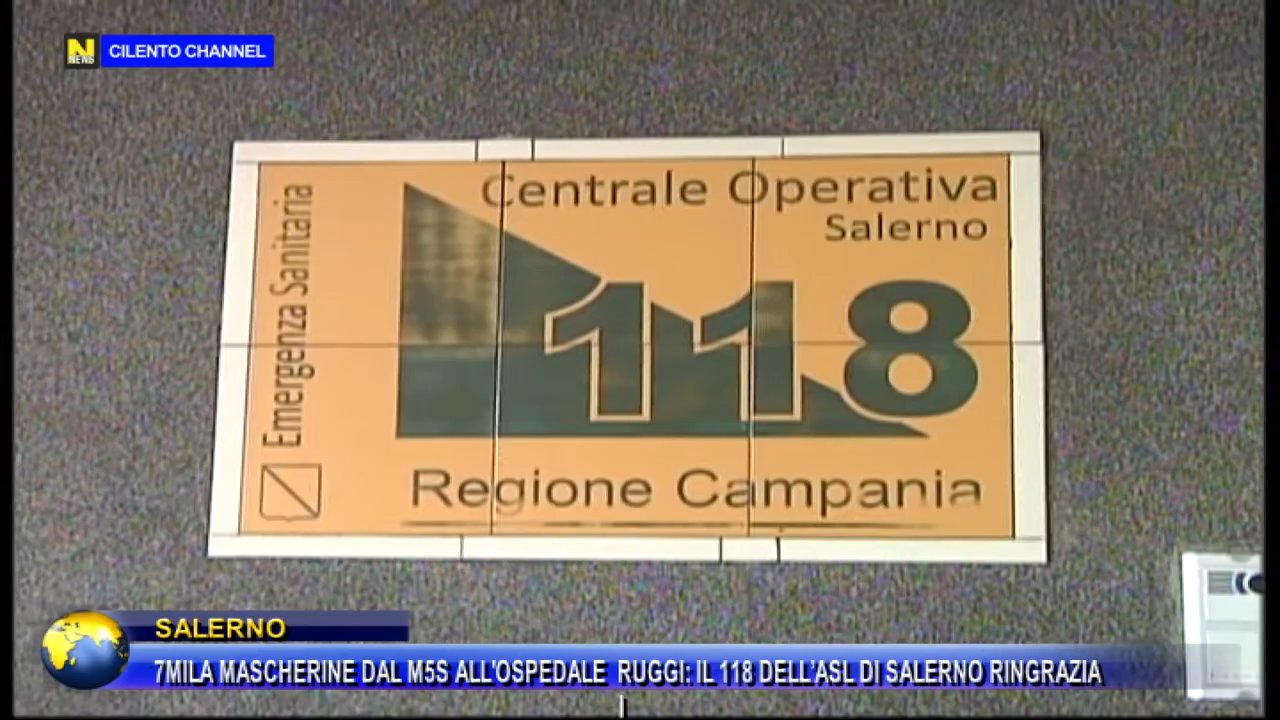 N NEWS CILENTO CHANNEL
Centrale Operativa
Salerno
Emergenza Sanitaria
118
Regione Campania
SALERNO
7MILA MASCHERINE DAL M5S ALL'OSPEDALE RUGGI: IL 118 DELL'ASL DI SALERNO RINGRAZIA